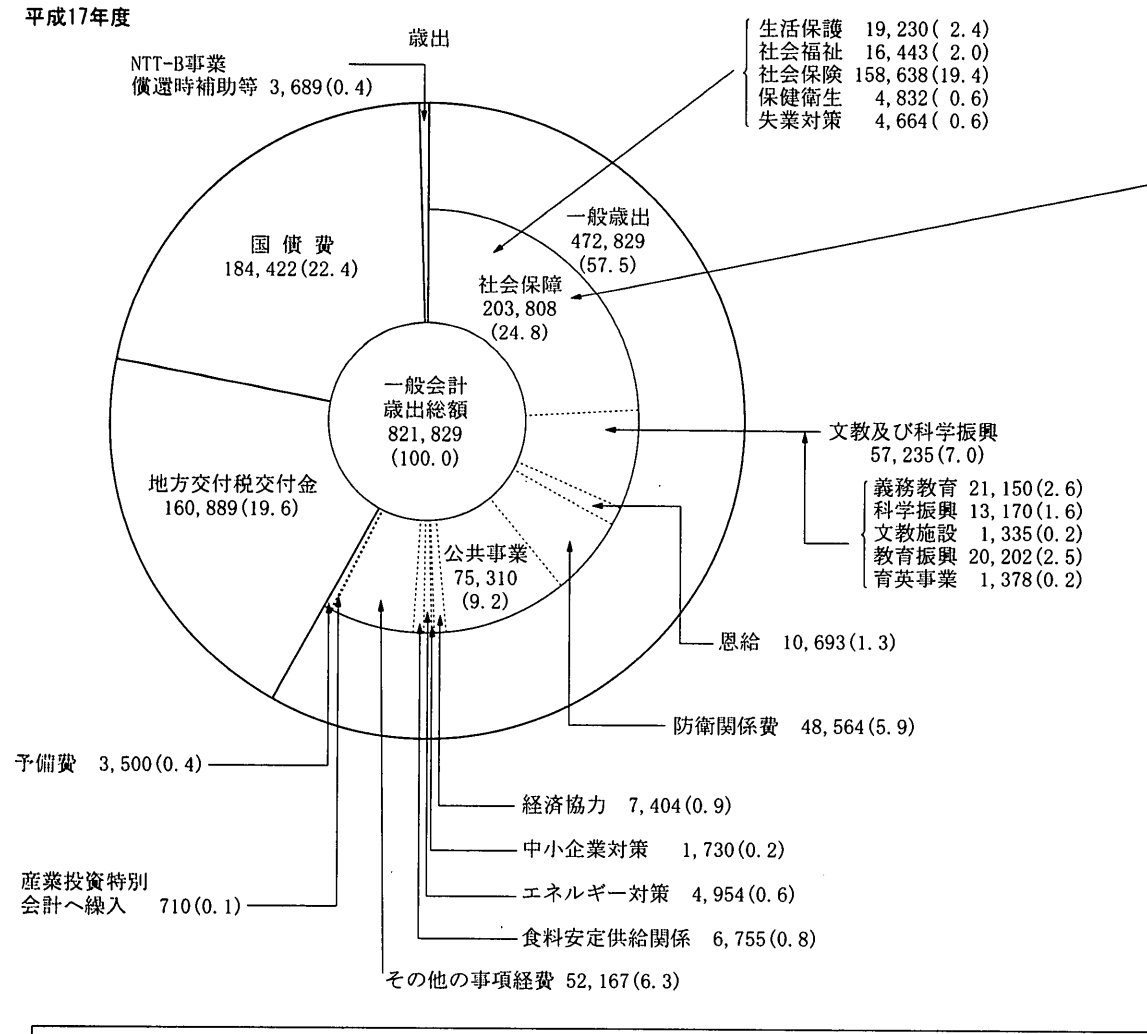 平成17年度
歳出
NTT-B事業
償還時補助等 3,689(0.4)
生活保護 19,230( 2.4)
社会福祉 16,443( 2.0)
社会保険 158,638(19.4)
保健衛生 4,832( 0.6)
失業対策 4,664( 0.6)
一般歳出
472,829
(57.5)
国債費
184,422(22.4)
社会保障
203,808
(24.8)
一般会計
歳出総額
821,829
(100.0)
文教及び科学振興
57,235(7.0)
義務教育 21,150(2.6)
科学振興 13,170(1.6)
文教施設 1,335(0.2)
教育振興 20,202(2.5)
育英事業 1,378(0.2)
地方交付税交付金
160,889(19.6)
公共事業
75,310
(9.2)
恩給 10,693(1.3)
防衛関係費 48,564(5.9)
予備費 3,500(0.4)
経済協力 7,404(0.9)
中小企業対策 1,730(0.2)
産業投資特別
会計へ繰入 710(0.1)
エネルギー対策 4,954(0.6)
食料安定供給関係 6,755(0.8)
その他の事項経費 52,167(6.3)